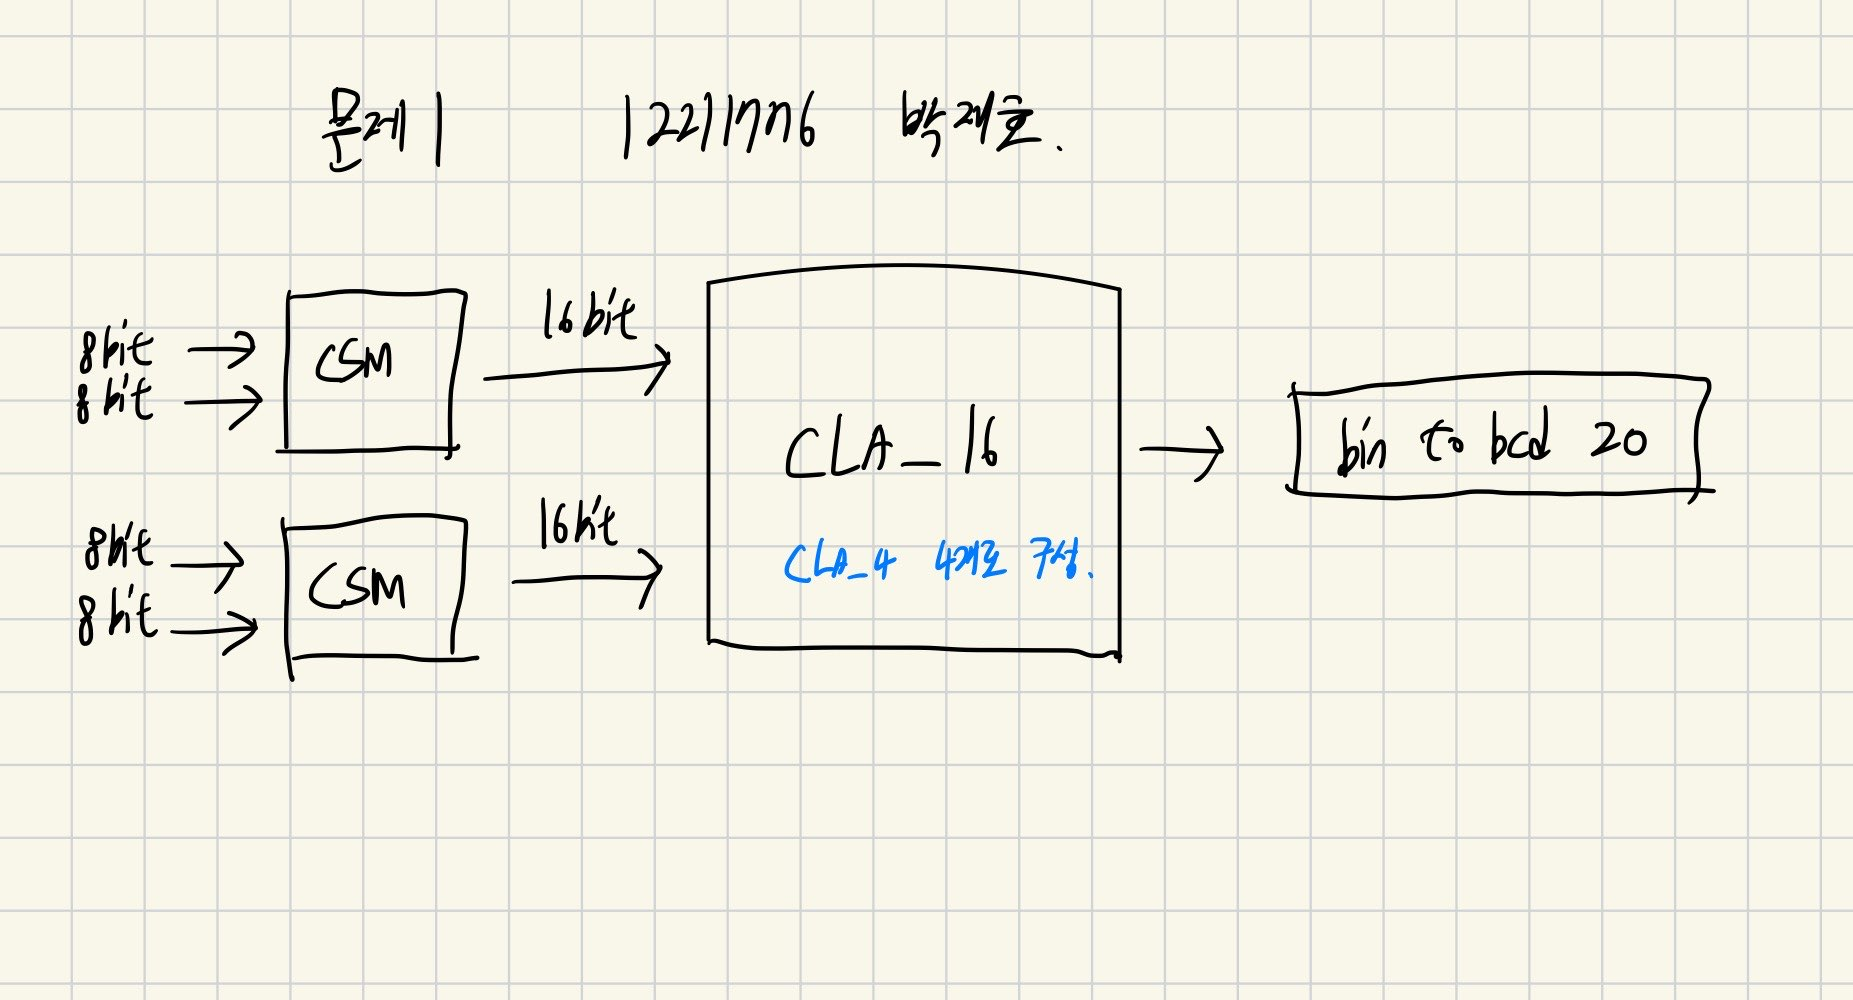 문제 1 12211776 박재호.
8bit
8bit
CSM
16bit
8bit
8bit
CSM
16bit
CLA_16
CLA_4 4개로 구성.
bin to bcd 20